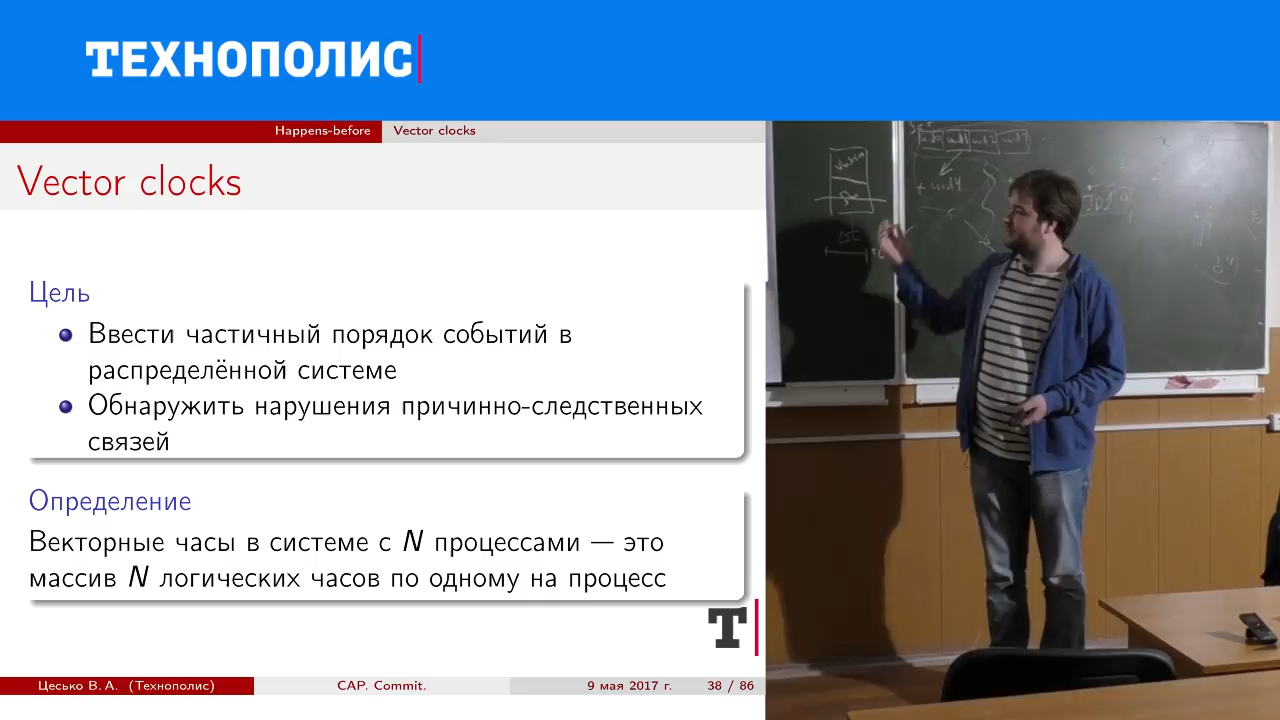 ТЕХНОПОЛИС
Happens-before Vector clocks
Vector clocks
Цель
Ввести частичный порядок событий в
распределённой системе
Обнаружить нарушения причинно-следственных
связей
Определение
Векторные часы в системе с N процессами — это
массив N логических часов по одному на процесс
Т
Цесько В. А. (Технополис) CAP. Commit. 9 мая 2017 г. 38 / 86